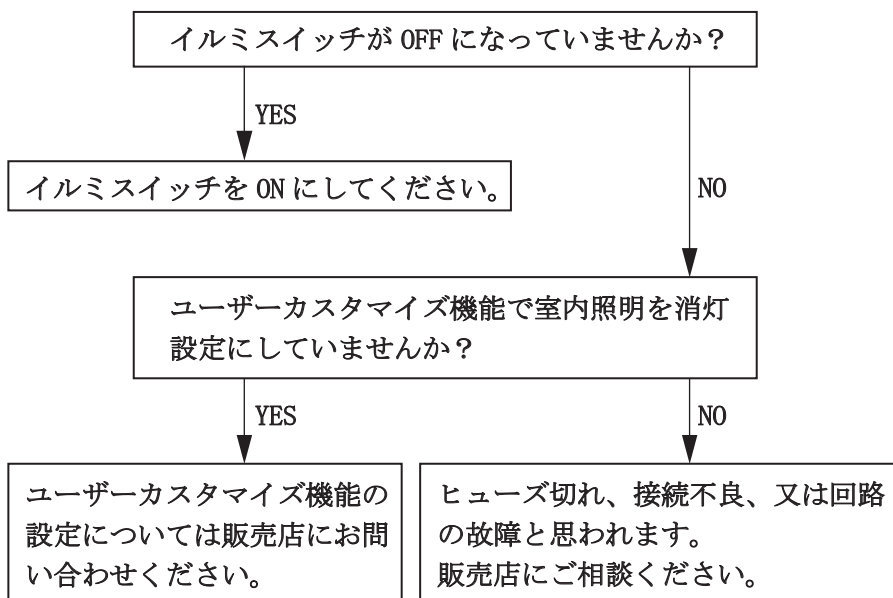 イルミスイッチが OFF になっていませんか？
YES
イルミスイッチを ON にしてください。
NO
ユーザーカスタマイズ機能で室内照明を消灯
設定にしていませんか？
YES
NO
ユーザーカスタマイズ機能の
設定については販売店にお問
い合わせください。
ヒューズ切れ、接続不良、又は回路
の故障と思われます。
販売店にご相談ください。